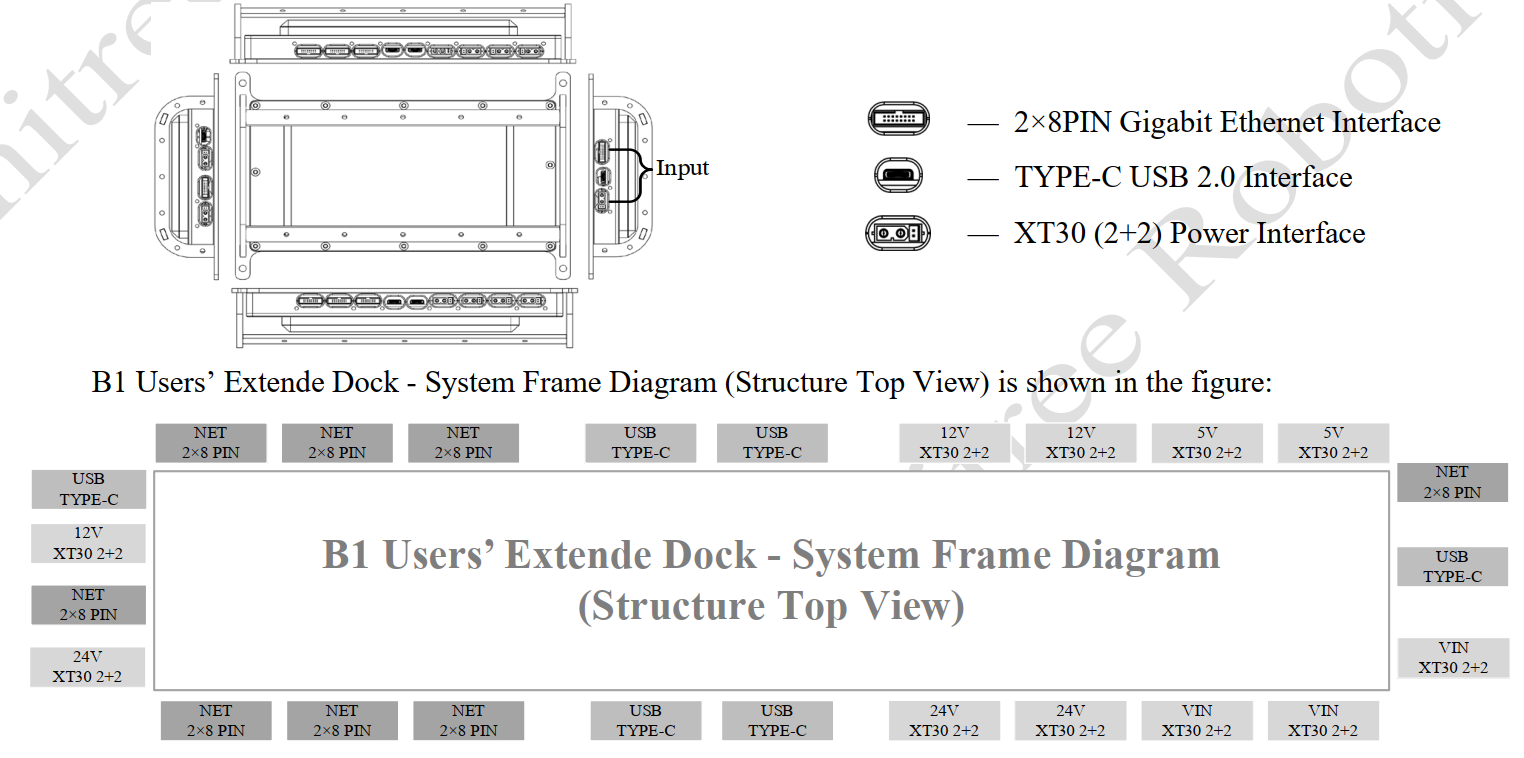 Input
— 2×8PIN Gigabit Ethernet Interface
— TYPE-C USB 2.0 Interface
— XT30 (2+2) Power Interface
B1 Users’ Extende Dock - System Frame Diagram (Structure Top View) is shown in the figure:
NET
2×8 PIN
NET
2×8 PIN
NET
2×8 PIN
USB
TYPE-C
USB
TYPE-C
12V
XT30 2+2
12V
XT30 2+2
5V
XT30 2+2
5V
XT30 2+2
USB
TYPE-C
12V
XT30 2+2
NET
2×8 PIN
24V
XT30 2+2
B1 Users’ Extende Dock - System Frame Diagram
(Structure Top View)
NET
2×8 PIN
USB
TYPE-C
VIN
XT30 2+2
NET
2×8 PIN
NET
2×8 PIN
NET
2×8 PIN
USB
TYPE-C
USB
TYPE-C
24V
XT30 2+2
24V
XT30 2+2
VIN
XT30 2+2
VIN
XT30 2+2